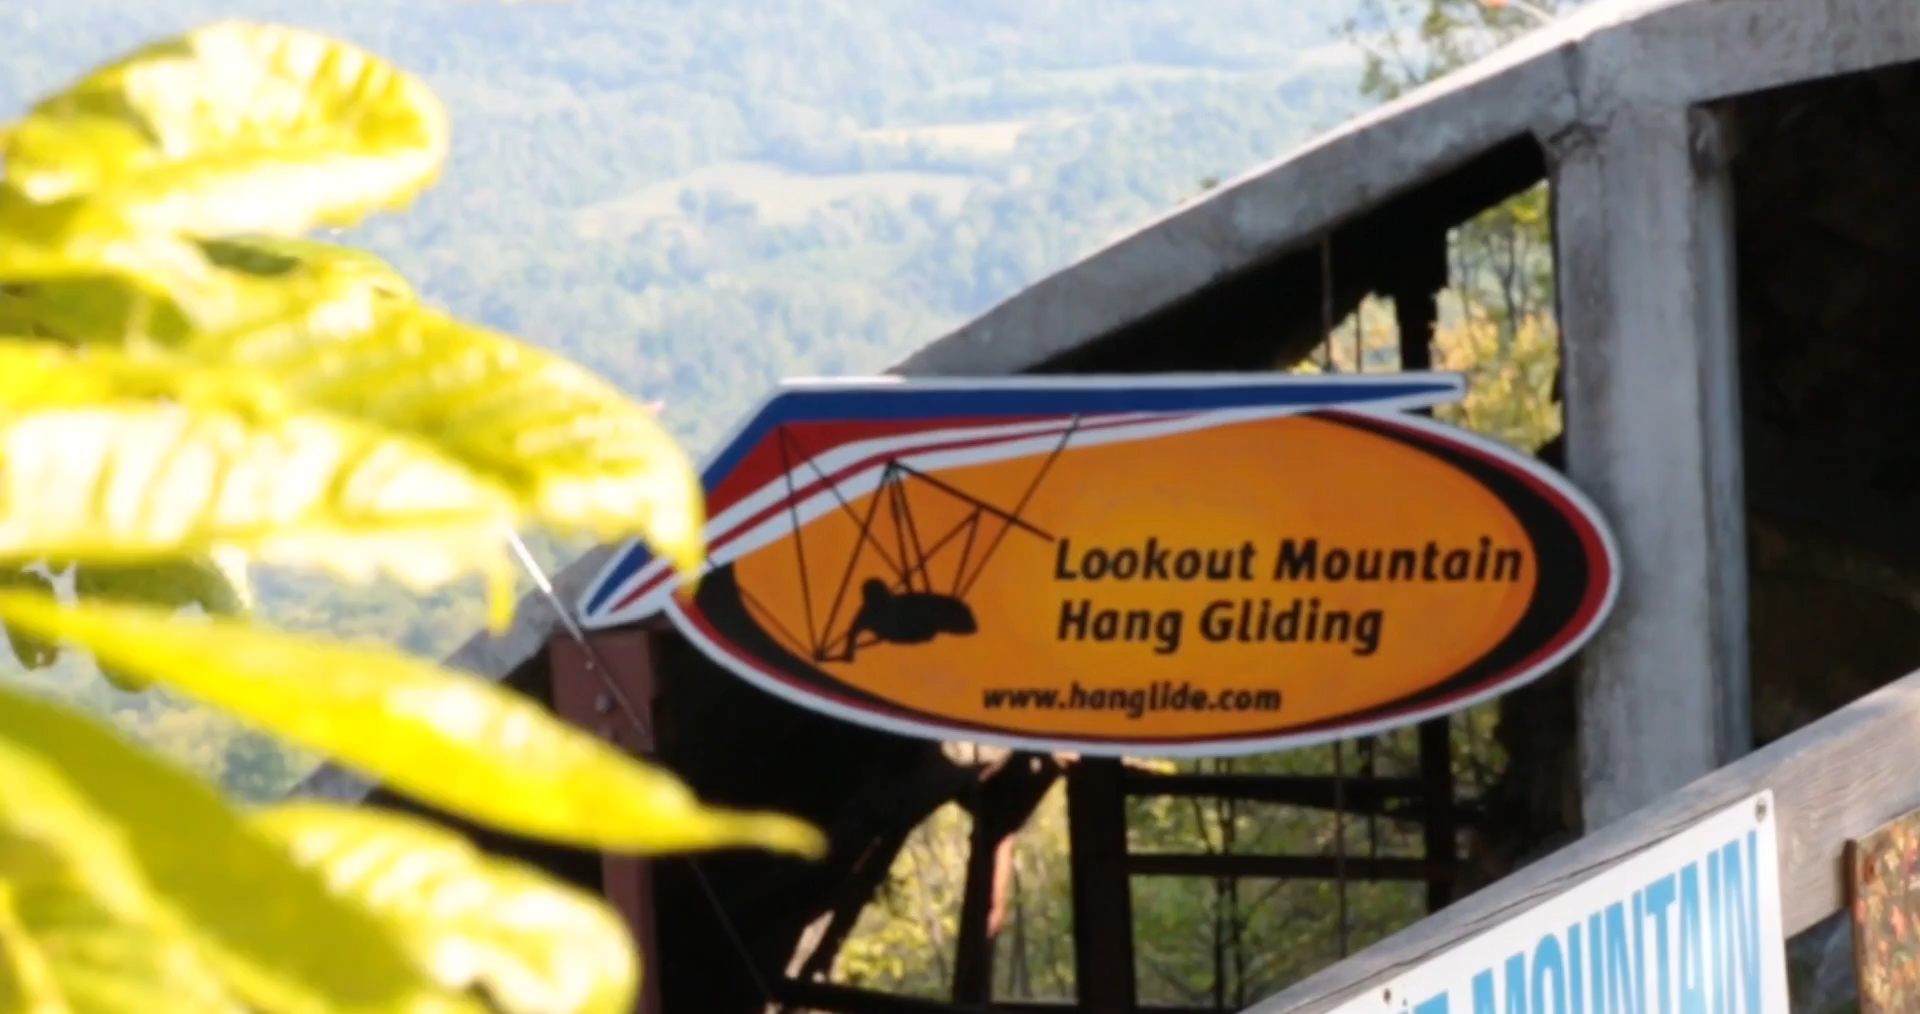 Lookout Mountain
Hang Gliding
www.hanglide.com
MOUNTAIN